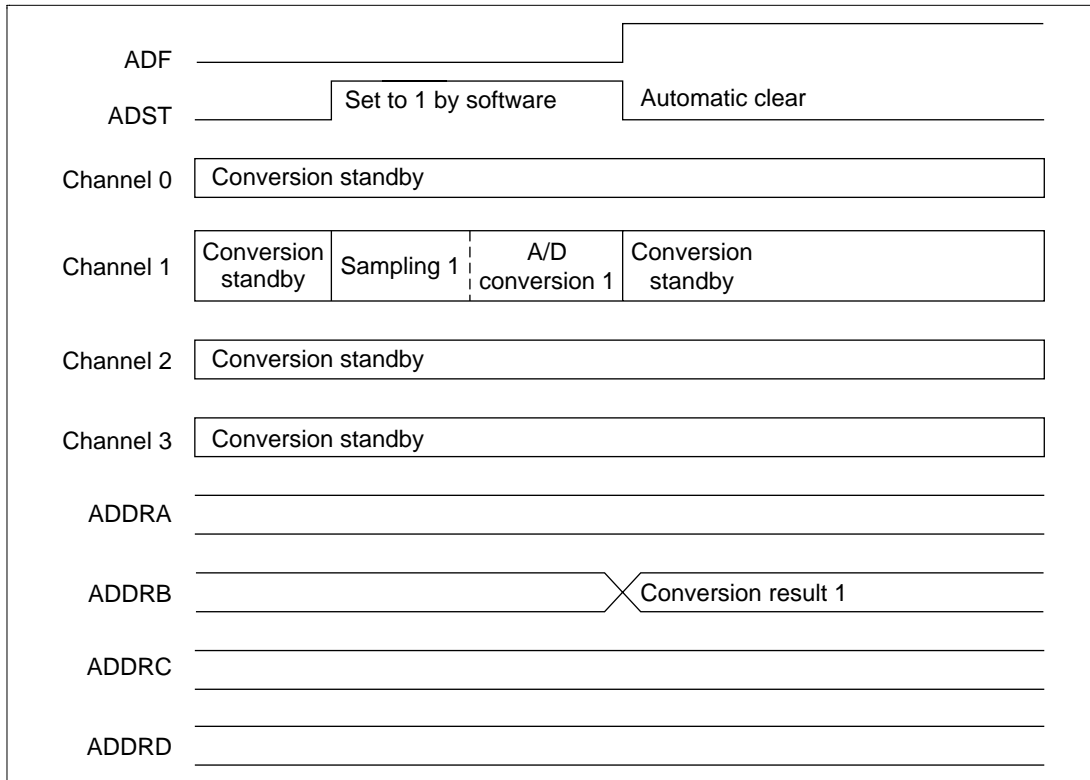 ADF
ADST Set to 1 by software Automatic clear
Channel 0 Conversion standby
Channel 1 Conversion standby Sampling 1 A/D conversion 1 Conversion standby
Channel 2 Conversion standby
Channel 3 Conversion standby
ADDRA
ADDRB Conversion result 1
ADDRC
ADDRD